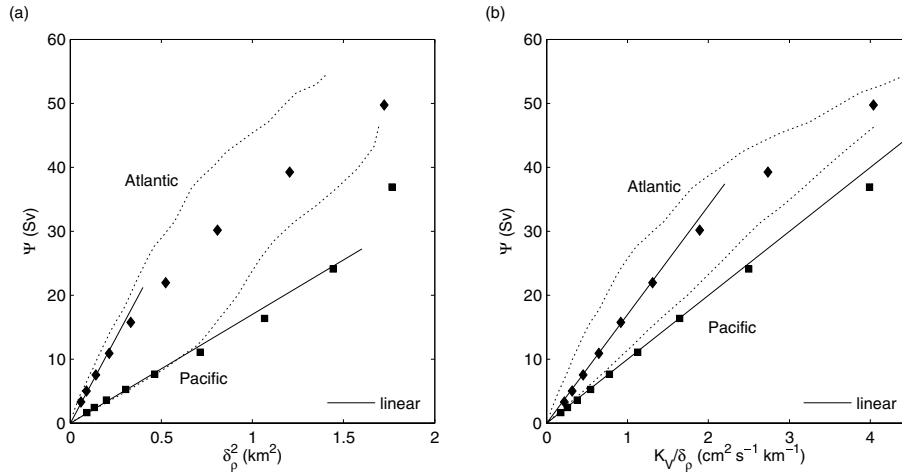 (a)
60
50
40
30
20
10
0
Ψ (Sv)
Atlantic
Pacific
linear
0
0.5
1
1.5
2
δρ² (km²)
(b)
60
50
40
30
20
10
0
Ψ (Sv)
Atlantic
Pacific
linear
0
1
2
3
4
K_V/δρ (cm² s⁻¹ km⁻¹)